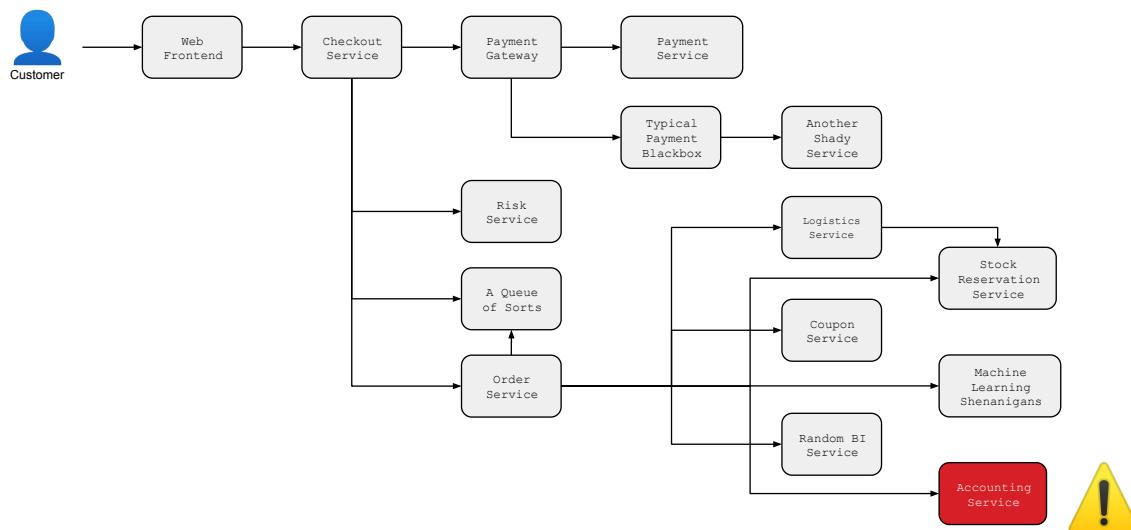 Customer
Web
Frontend
Checkout
Service
Payment
Gateway
Payment
Service
Typical
Payment
Blackbox
Another
Shady
Service
Risk
Service
Logistics
Service
Stock
Reservation
Service
A Queue
of Sorts
Coupon
Service
Order
Service
Machine
Learning
Shenanigans
Random BI
Service
Accounting
Service